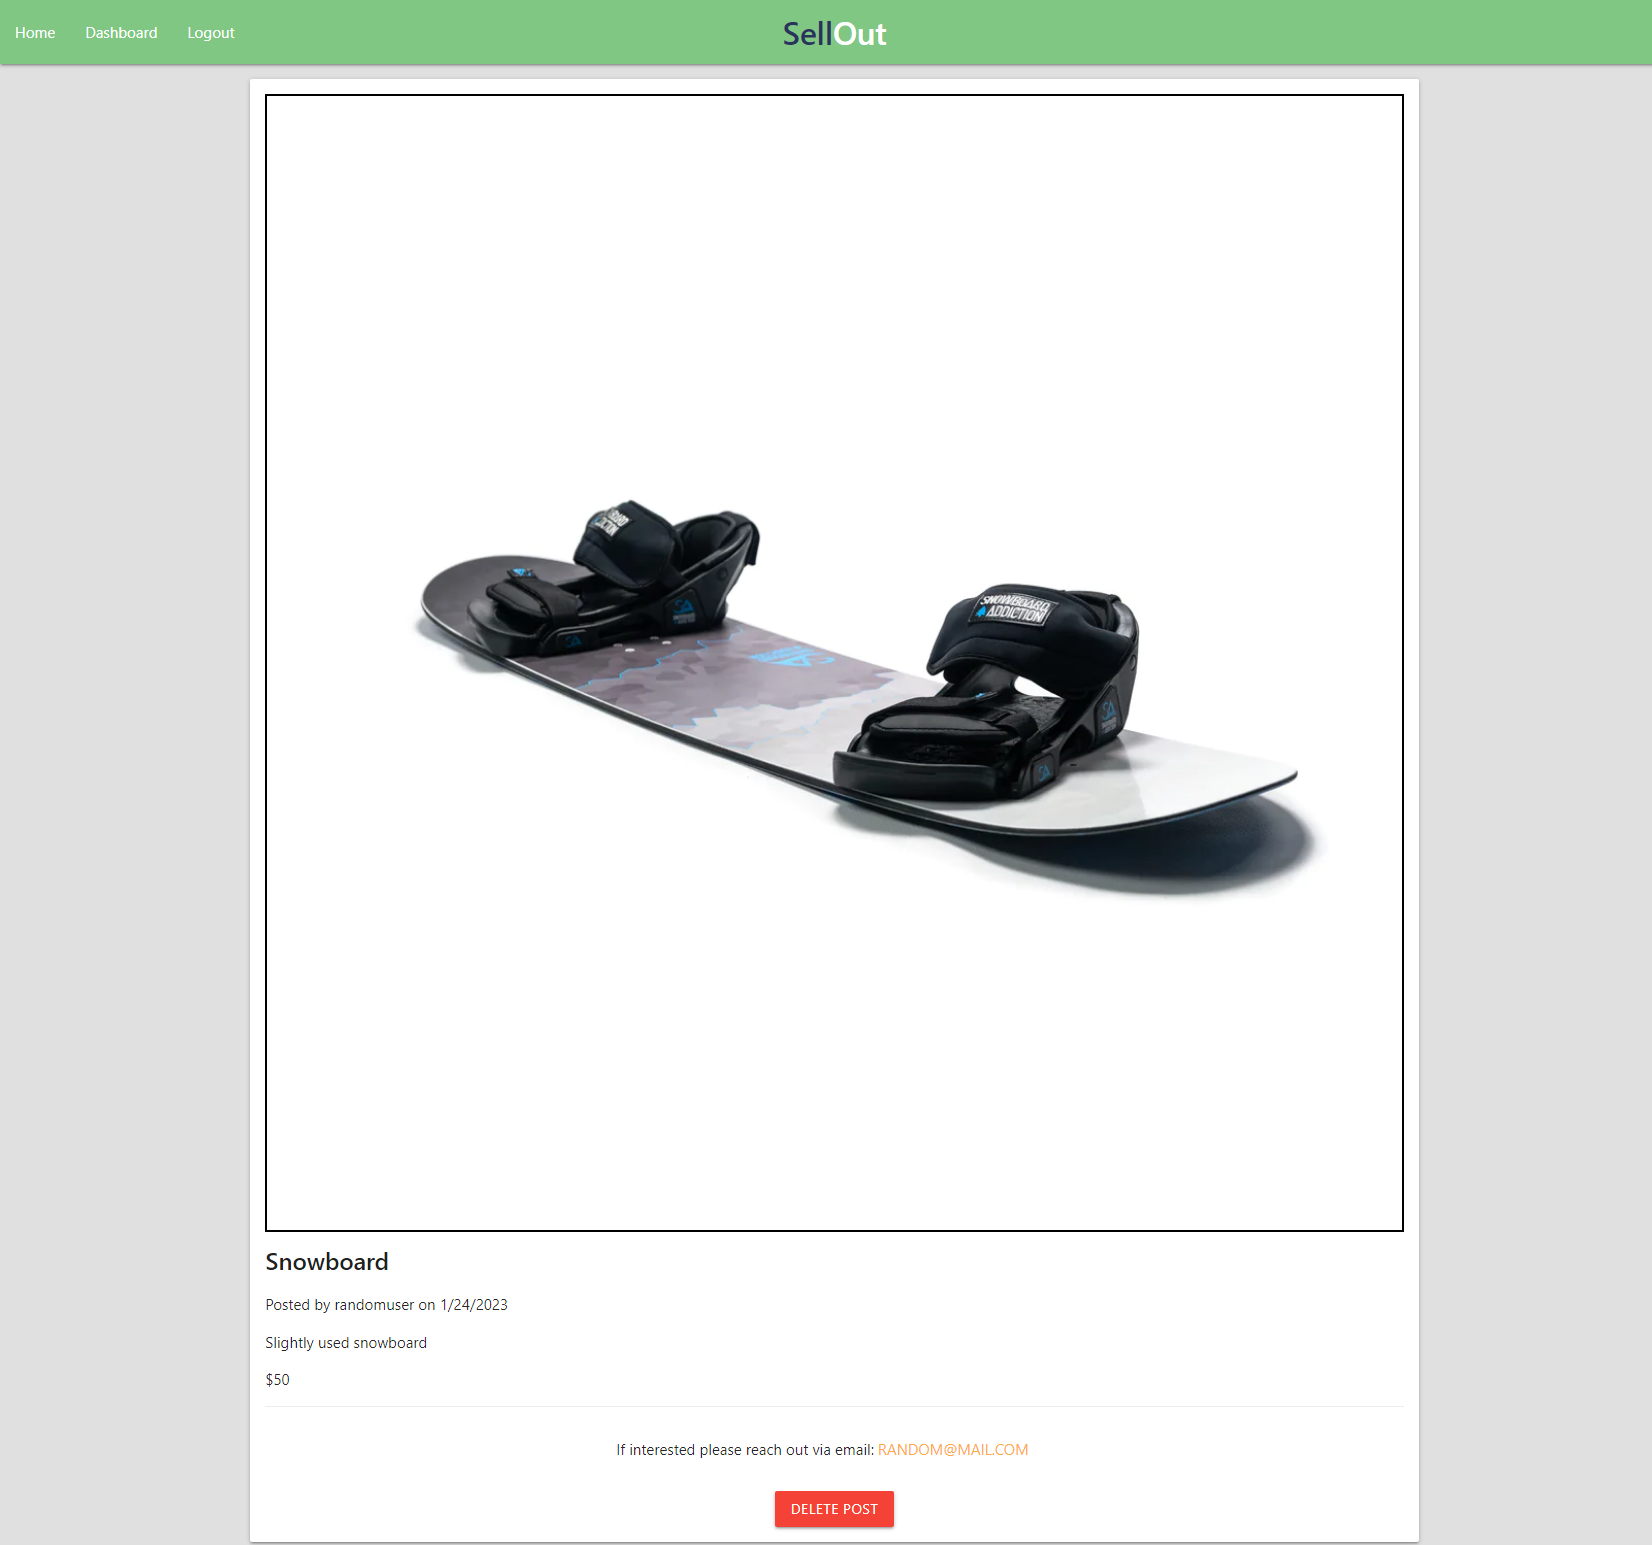 Home Dashboard Logout SellOut
SNOWBOARD
ADDICTION
Snowboard
Posted by randomuser on 1/24/2023
Slightly used snowboard
$50
If interested please reach out via email: RANDOM@MAIL.COM
DELETE POST